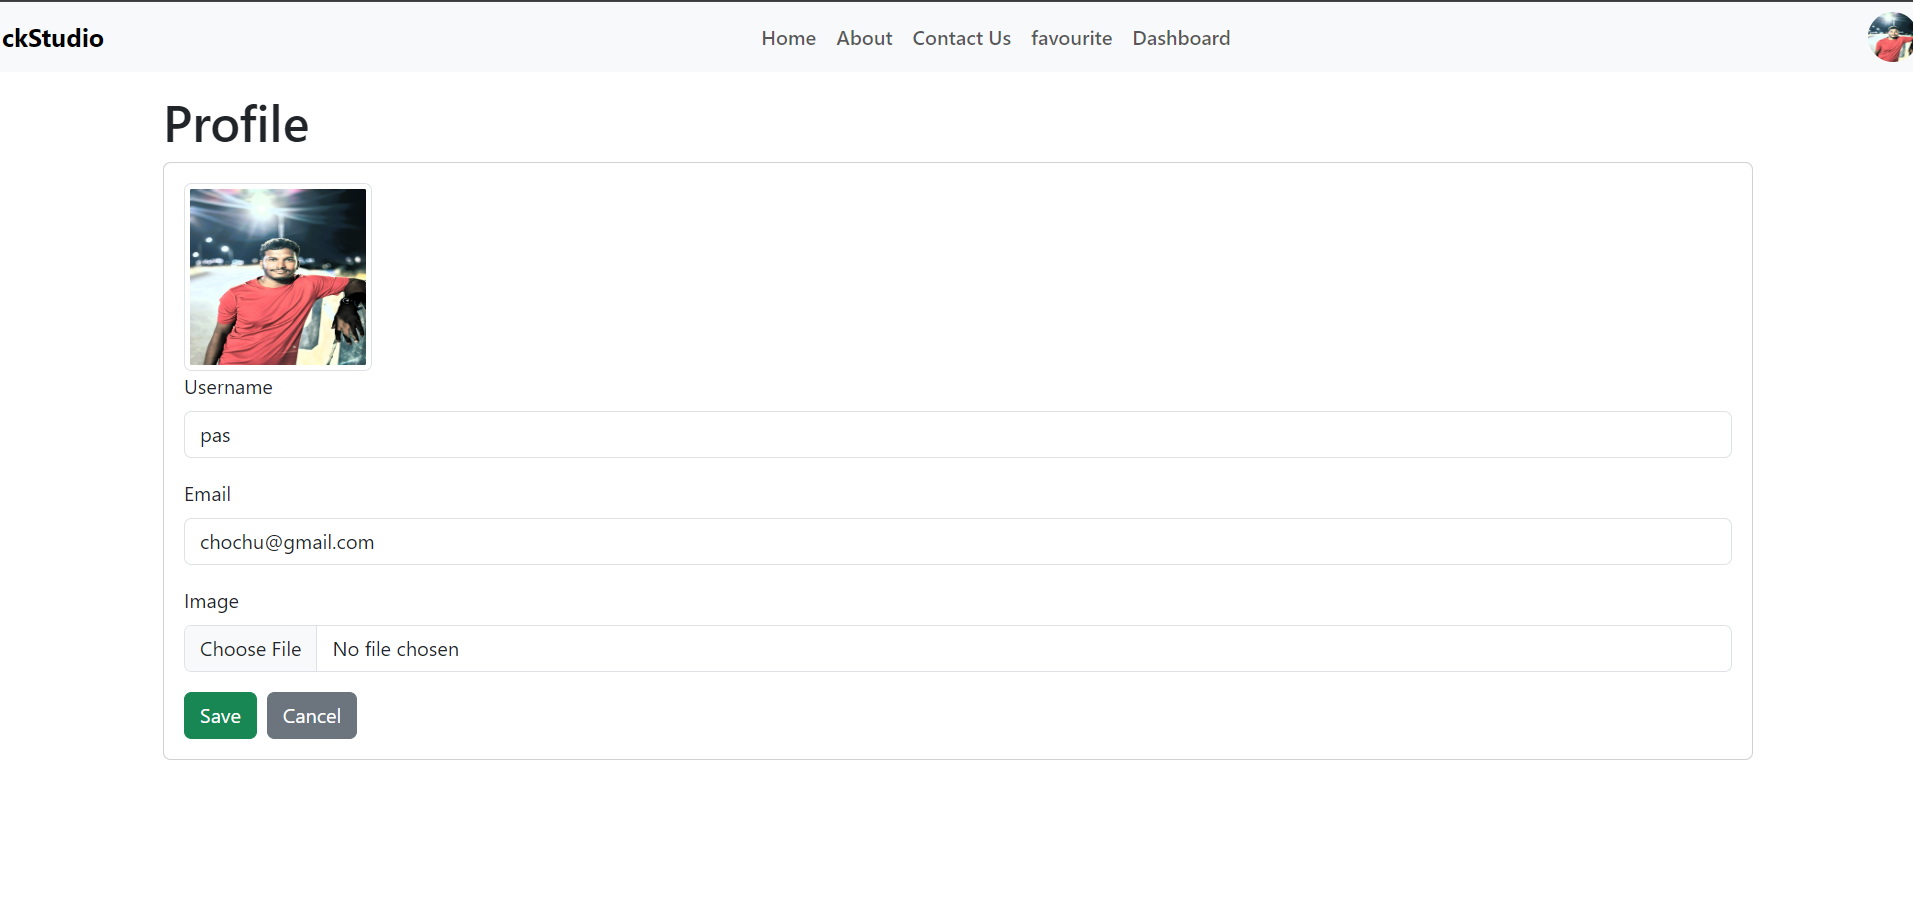 ckStudio Home About Contact Us favourite Dashboard
Profile
Username
pas
Email
chochu@gmail.com
Image
Choose File No file chosen
Save Cancel